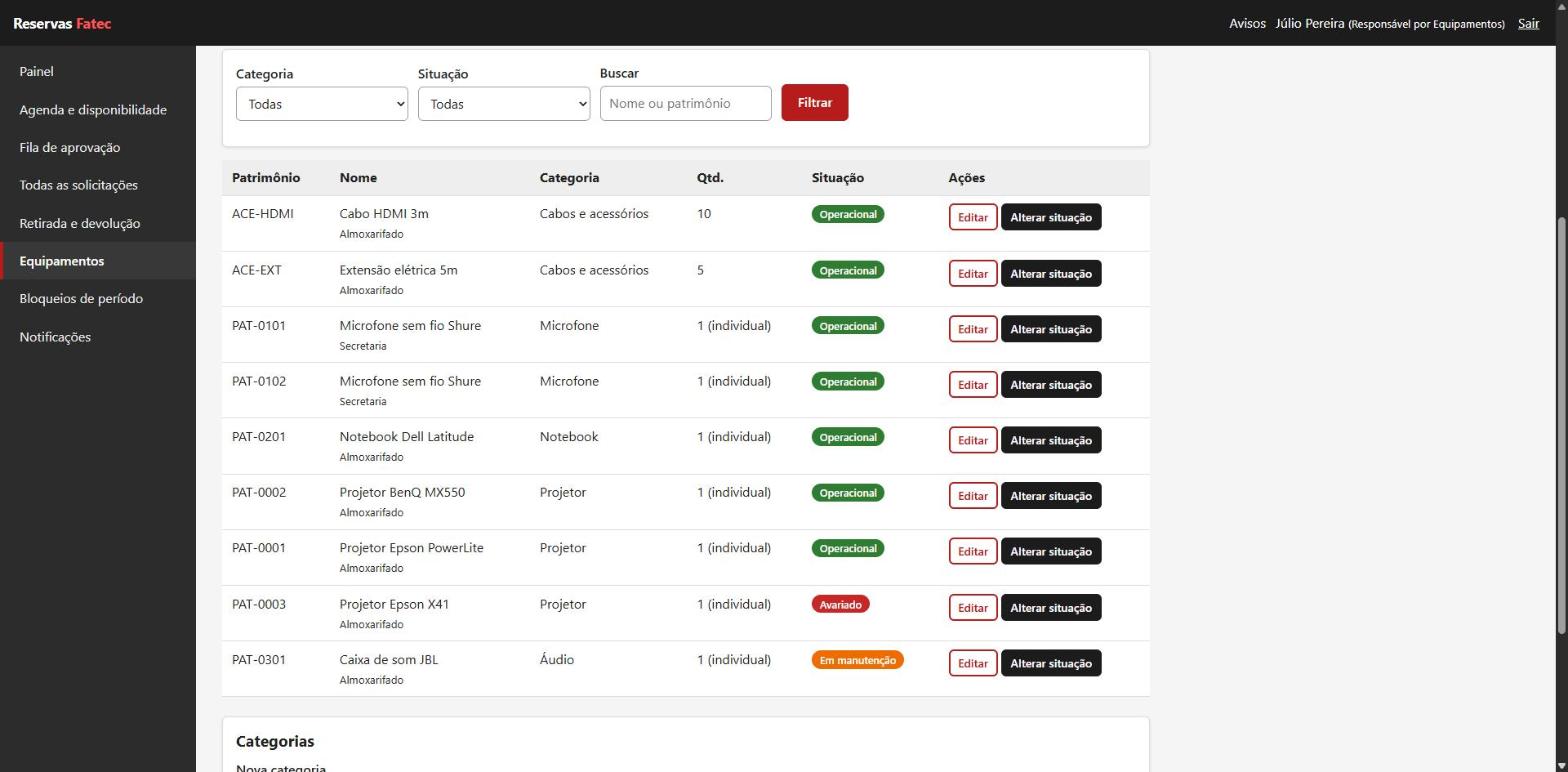 Reservas Fatec
Avisos Júlio Pereira (Responsável por Equipamentos) Sair
Painel
Agenda e disponibilidade
Fila de aprovação
Todas as solicitações
Retirada e devolução
Equipamentos
Bloqueios de período
Notificações
Categoria Situação Buscar
Todas Todas Nome ou patrimônio Filtrar
Patrimônio Nome Categoria Qtd. Situação Ações
ACE-HDMI Cabo HDMI 3m Cabos e acessórios 10 Operacional Editar Alterar situação
Almoxarifado
ACE-EXT Extensão elétrica 5m Cabos e acessórios 5 Operacional Editar Alterar situação
Almoxarifado
PAT-0101 Microfone sem fio Shure Microfone 1 (individual) Operacional Editar Alterar situação
Secretaria
PAT-0102 Microfone sem fio Shure Microfone 1 (individual) Operacional Editar Alterar situação
Secretaria
PAT-0201 Notebook Dell Latitude Notebook 1 (individual) Operacional Editar Alterar situação
Almoxarifado
PAT-0002 Projetor BenQ MX550 Projetor 1 (individual) Operacional Editar Alterar situação
Almoxarifado
PAT-0001 Projetor Epson PowerLite Projetor 1 (individual) Operacional Editar Alterar situação
Almoxarifado
PAT-0003 Projetor Epson X41 Projetor 1 (individual) Avariado Editar Alterar situação
Almoxarifado
PAT-0301 Caixa de som JBL Áudio 1 (individual) Em manutenção Editar Alterar situação
Almoxarifado
Categorias
Nova categoria